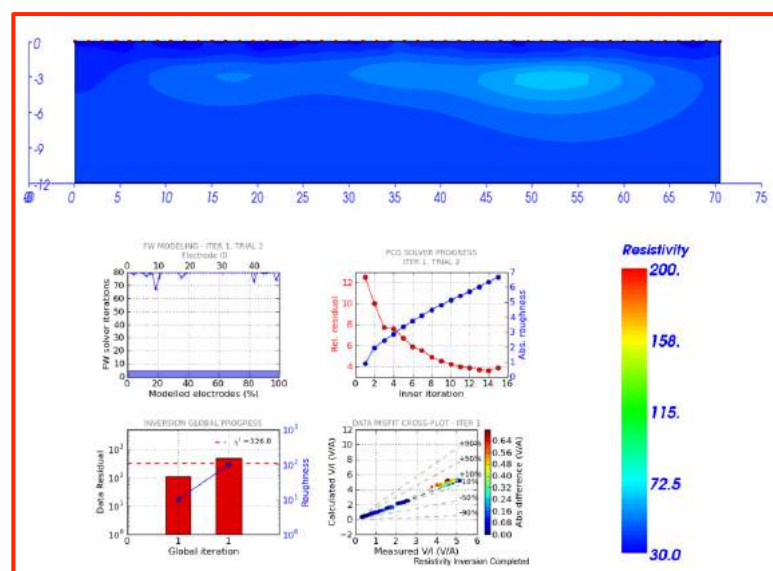 -0
-3
-6
-9
-12
0 5 10 15 20 25 30 35 40 45 50 55 60 65 70 75
FW MODELING - ITER 1, TRIAL 2
Electrode ID
0 10 20 30 40
80
70
60
50
40
30
20
10
0
FW solver iterations
0 20 40 60 80 100
Modelled electrodes (%)
PCG SOLVER PROGRESS
ITER 1, TRIAL 2
12
10
8
6
4
Rel. residual
7
6
5
4
3
2
1
0
Abs. roughness
0 2 4 6 8 10 12 14 16
Inner iteration
Resistivity
200.
158.
115.
72.5
30.0
INVERSION GLOBAL PROGRESS
10³
10²
10¹
10⁰
Data Residual
10³
10²
10¹
10⁰
Roughness
1 1
Global iteration
DATA MISFIT CROSS-PLOT - ITER 1
12
10
8
6
4
2
0
−2
Calculated V/I (V/A)
+90%
+50%
+10%
-10%
-50%
-90%
0.64
0.56
0.48
0.40
0.32
0.24
0.16
0.08
0.00
Abs difference (V/A)
0 1 2 3 4 5 6
Measured V/I (V/A)
Resistivity Inversion Completed